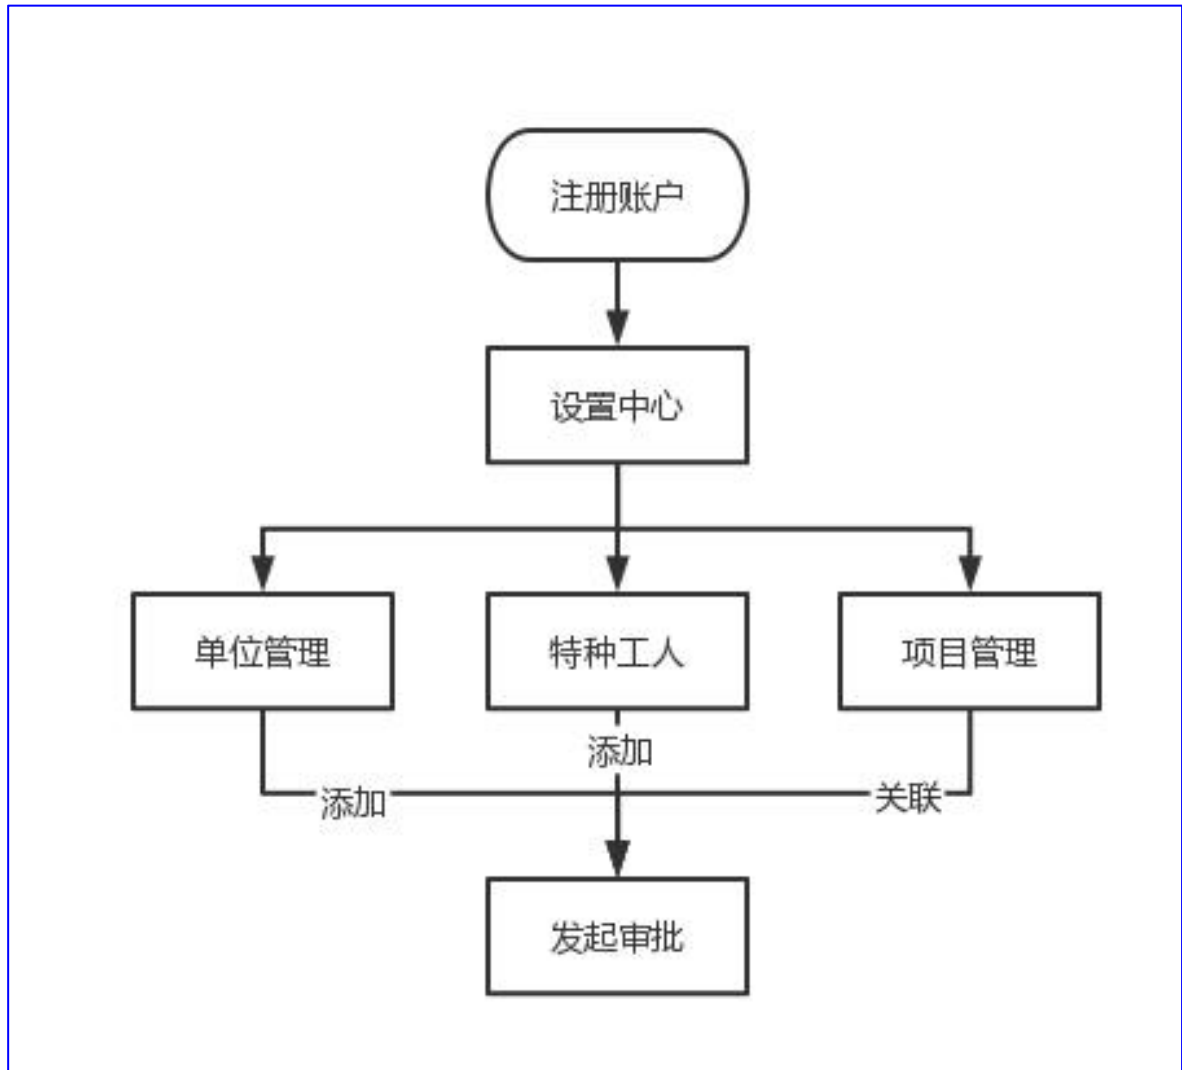 注册账户
设置中心
单位管理
特种工人
项目管理
添加
添加
关联
发起审批